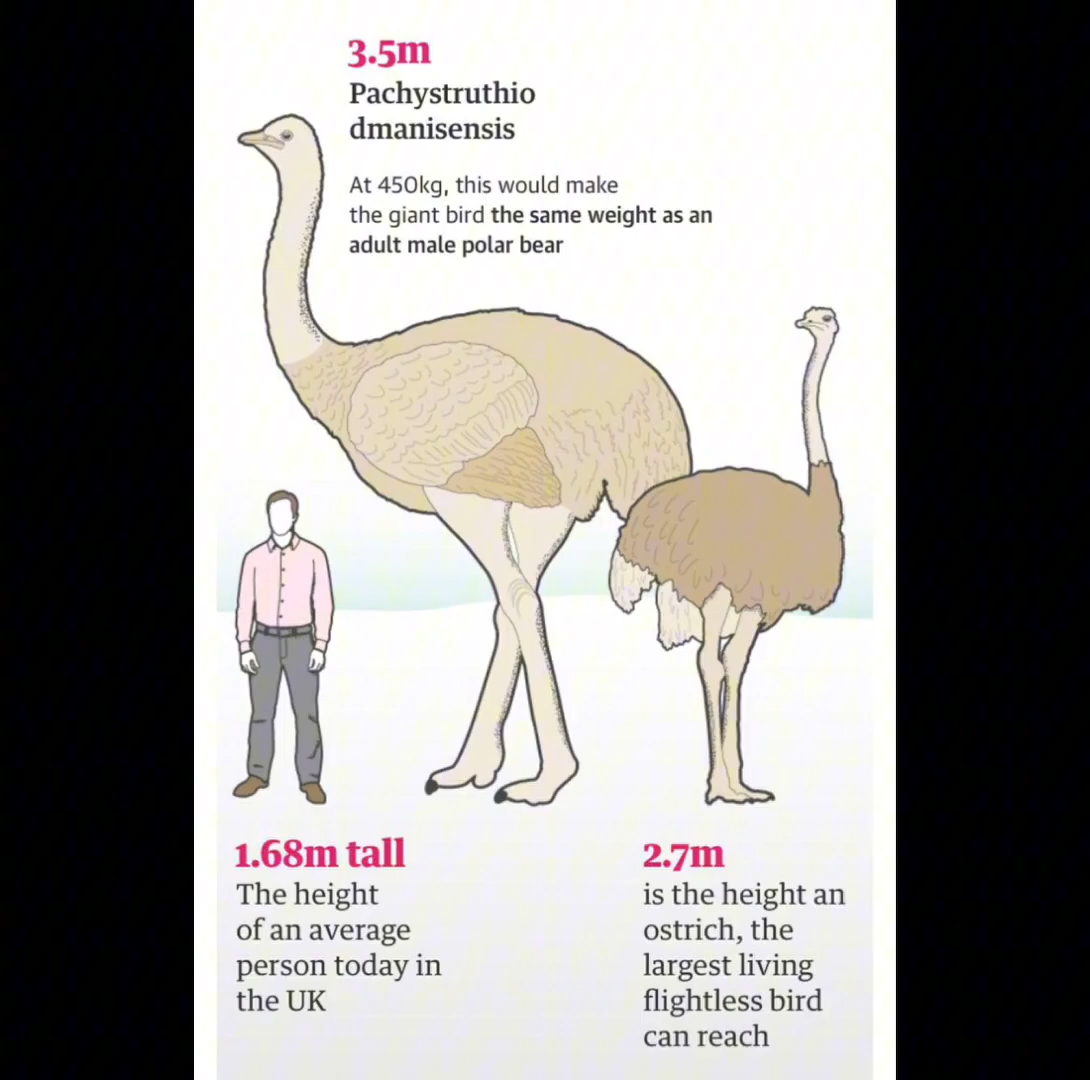 3.5m
Pachystruthio
dmanisensis
At 450kg, this would make
the giant bird the same weight as an
adult male polar bear
1.68m tall
The height
of an average
person today in
the UK
2.7m
is the height an
ostrich, the
largest living
flightless bird
can reach